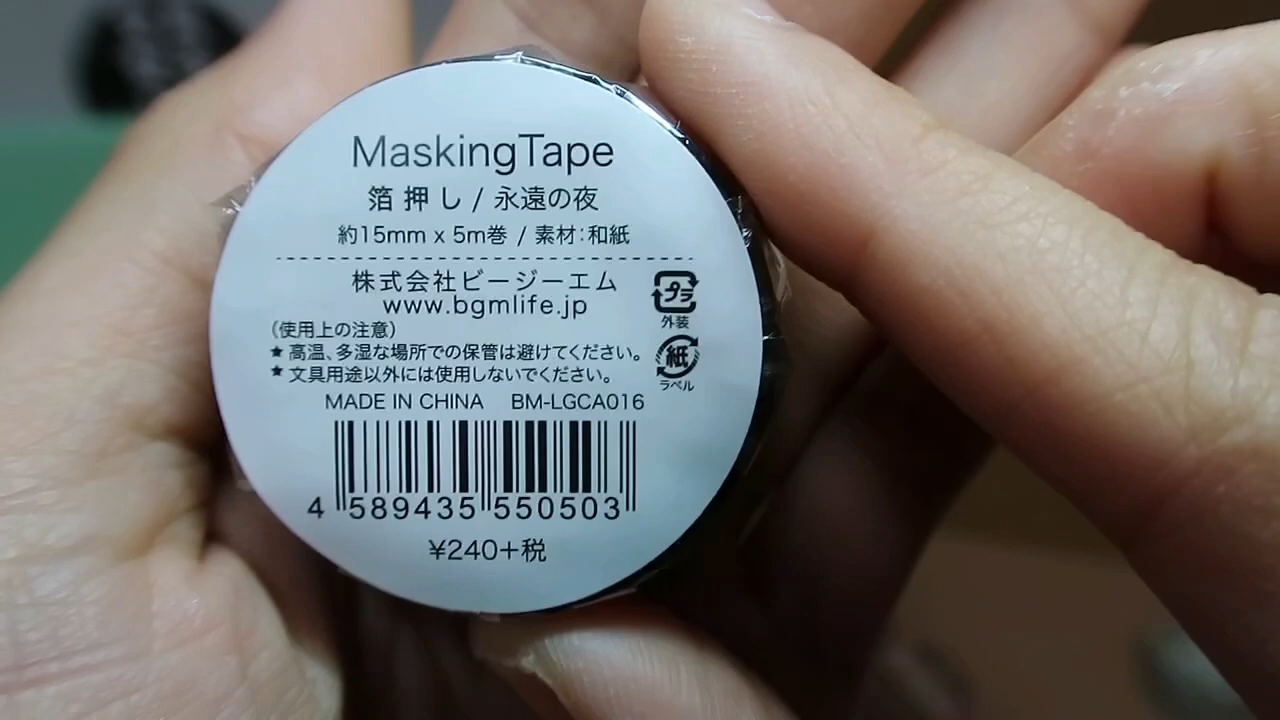 MaskingTape
箔押し / 永遠の夜
約15mm x 5m巻 / 素材:和紙
株式会社ビージーエム
www.bgmlife.jp
プラ
外装
紙
ラベル
(使用上の注意)
★ 高温、多湿な場所での保管は避けてください。
★ 文具用途以外には使用しないでください。
MADE IN CHINA BM-LGCA016
4 589435 550503
¥240+税